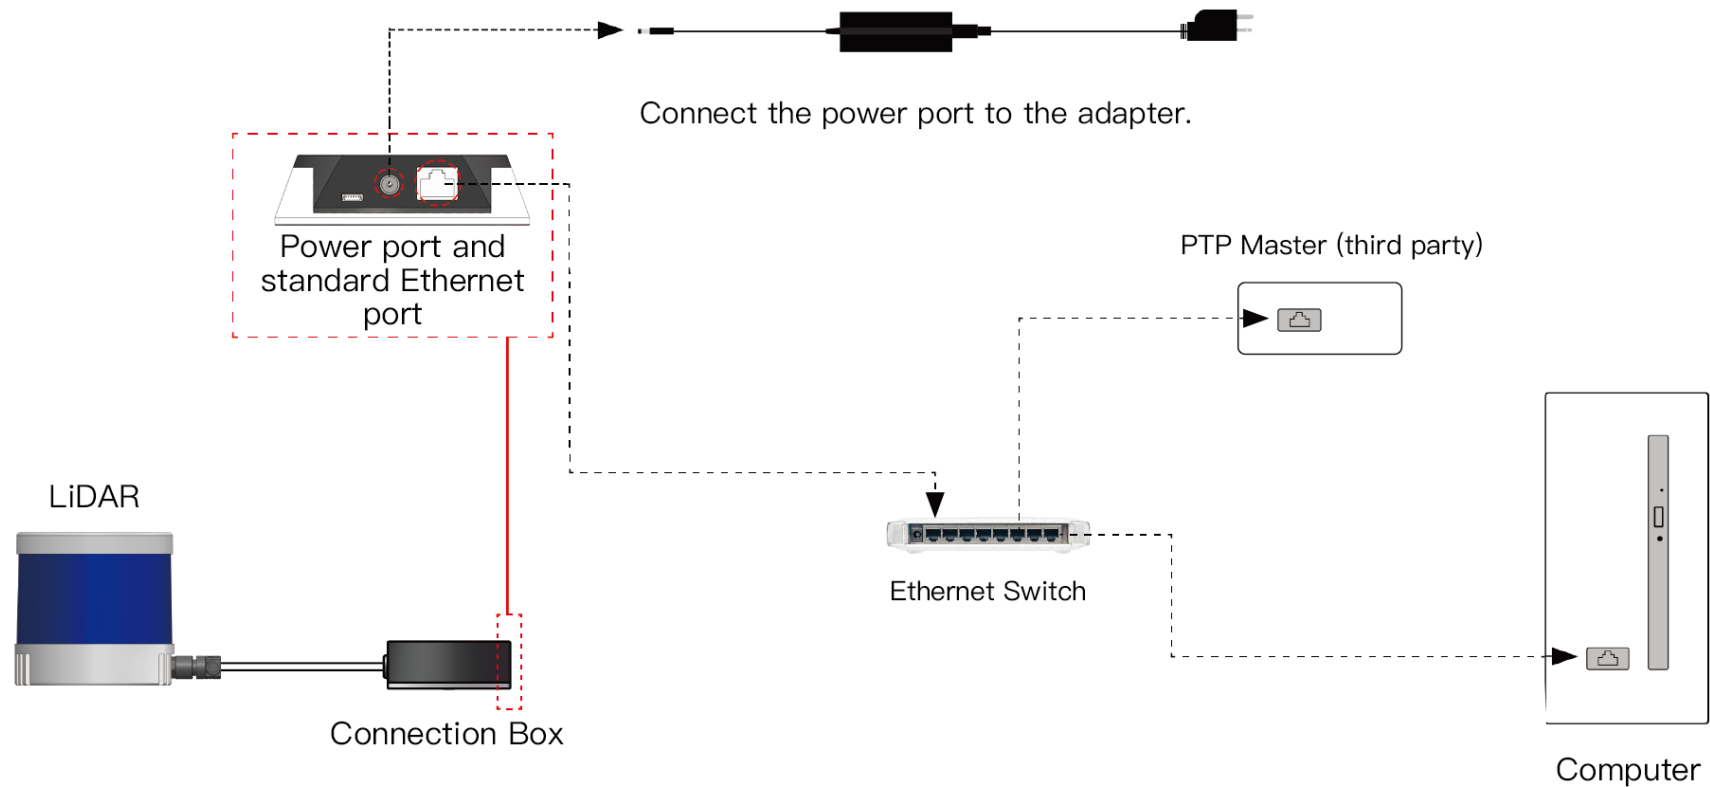 Connect the power port to the adapter.
Power port and
standard Ethernet
port
PTP Master (third party)
LiDAR
Ethernet Switch
Connection Box
Computer